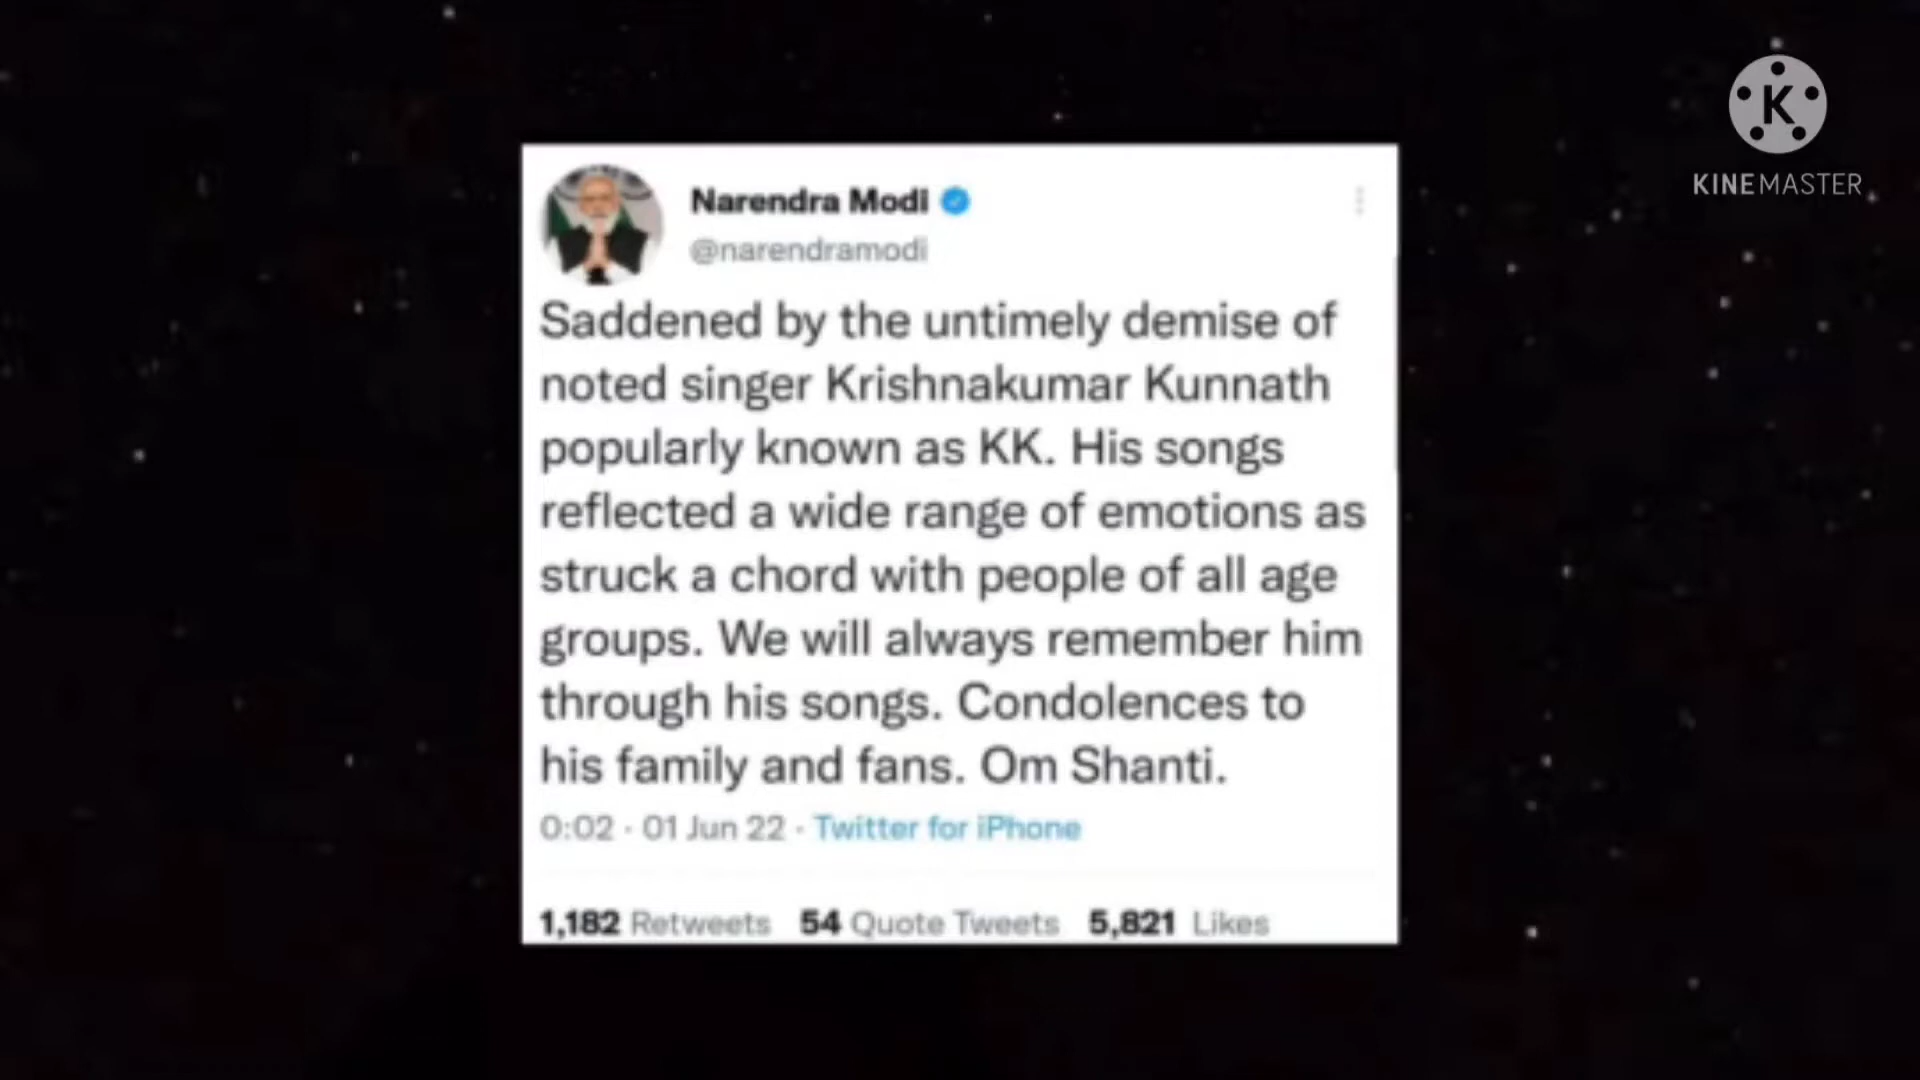 K
KINEMASTER
Narendra Modi
@narendramodi
Saddened by the untimely demise of
noted singer Krishnakumar Kunnath
popularly known as KK. His songs
reflected a wide range of emotions as
struck a chord with people of all age
groups. We will always remember him
through his songs. Condolences to
his family and fans. Om Shanti.
0:02 · 01 Jun 22 · Twitter for iPhone
1,182 Retweets 54 Quote Tweets 5,821 Likes